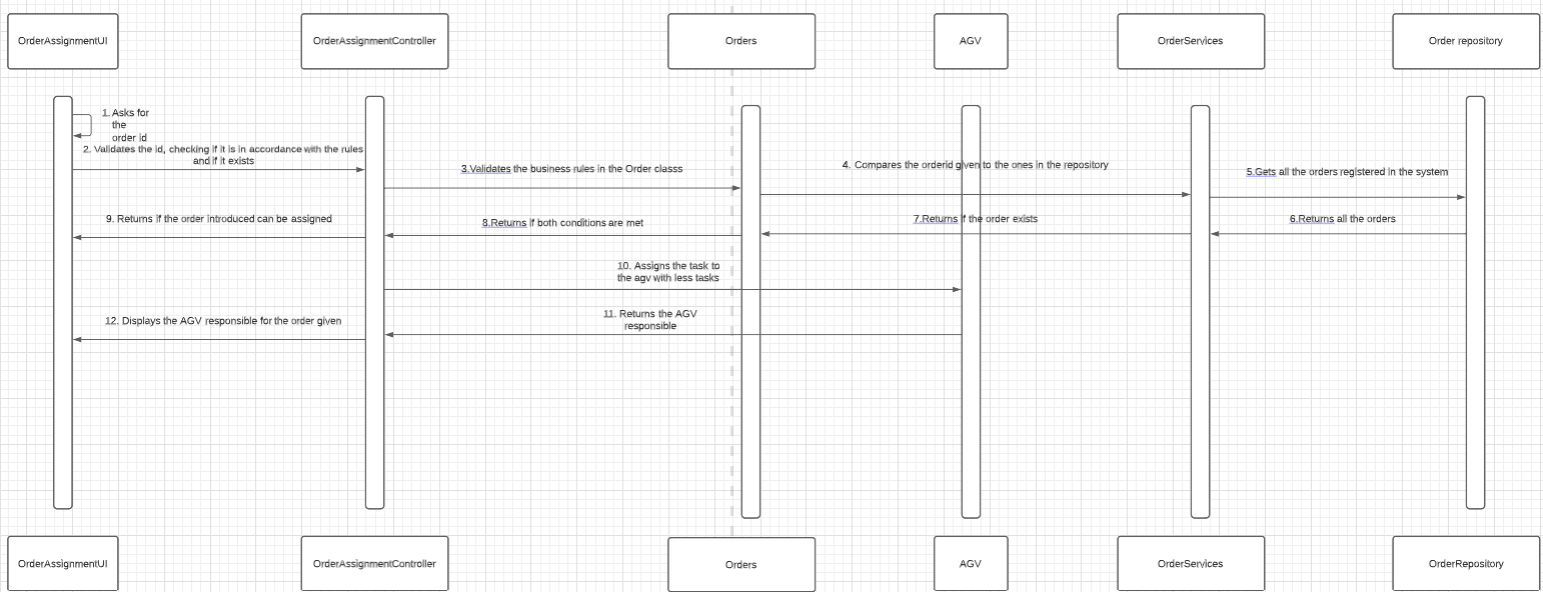 OrderAssignmentUI
OrderAssignmentController
Orders
AGV
OrderServices
Order repository
1. Asks for
the
order id
2. Validates the id, checking if it is in accordance with the rules
and if it exists
3.Validates the business rules in the Order classs
4. Compares the orderid given to the ones in the repository
5.Gets all the orders registered in the system
9. Returns if the order introduced can be assigned
8.Returns if both conditions are met
7.Returns if the order exists
6.Returns all the orders
10. Assigns the task to
the agv with less tasks
11. Returns the AGV
responsible
12. Displays the AGV responsible for the order given
OrderAssignmentUI
OrderAssignmentController
Orders
AGV
OrderServices
OrderRepository